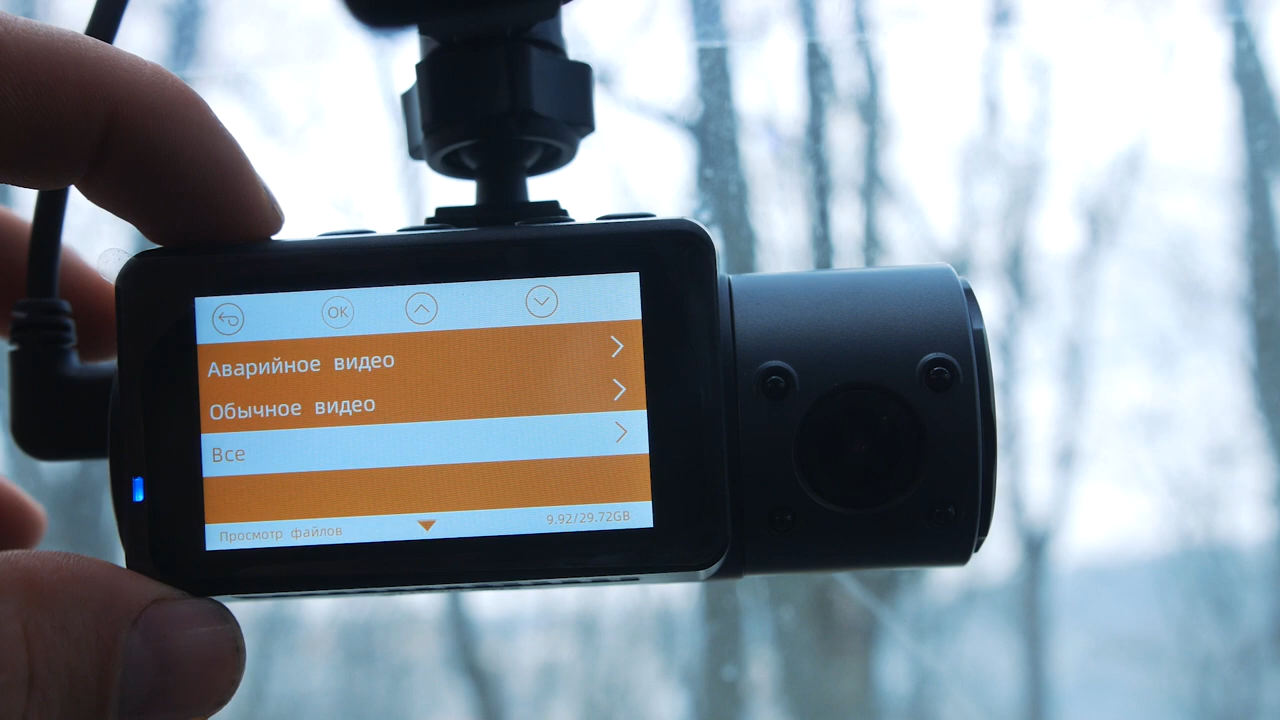 OK
Аварийное видео
Обычное видео
Все
Просмотр файлов 9.92/29.72GB